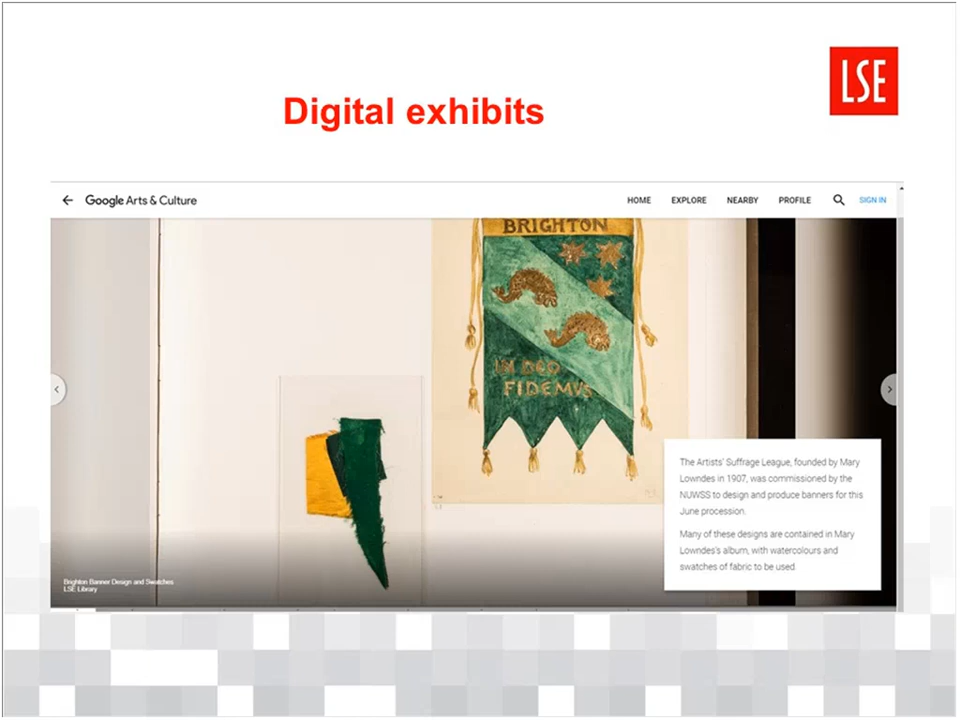 LSE
Digital exhibits
Google Arts & Culture
HOME EXPLORE NEARBY PROFILE SIGN IN
BRIGHTON
IN DEO
FIDEMVS
The Artists' Suffrage League, founded by Mary
Lowndes in 1907, was commissioned by the
NUWSS to design and produce banners for this
June procession.
Many of these designs are contained in Mary
Lowndes's album, with watercolours and
swatches of fabric to be used.
Brighton Banner Design and Swatches
LSE Library